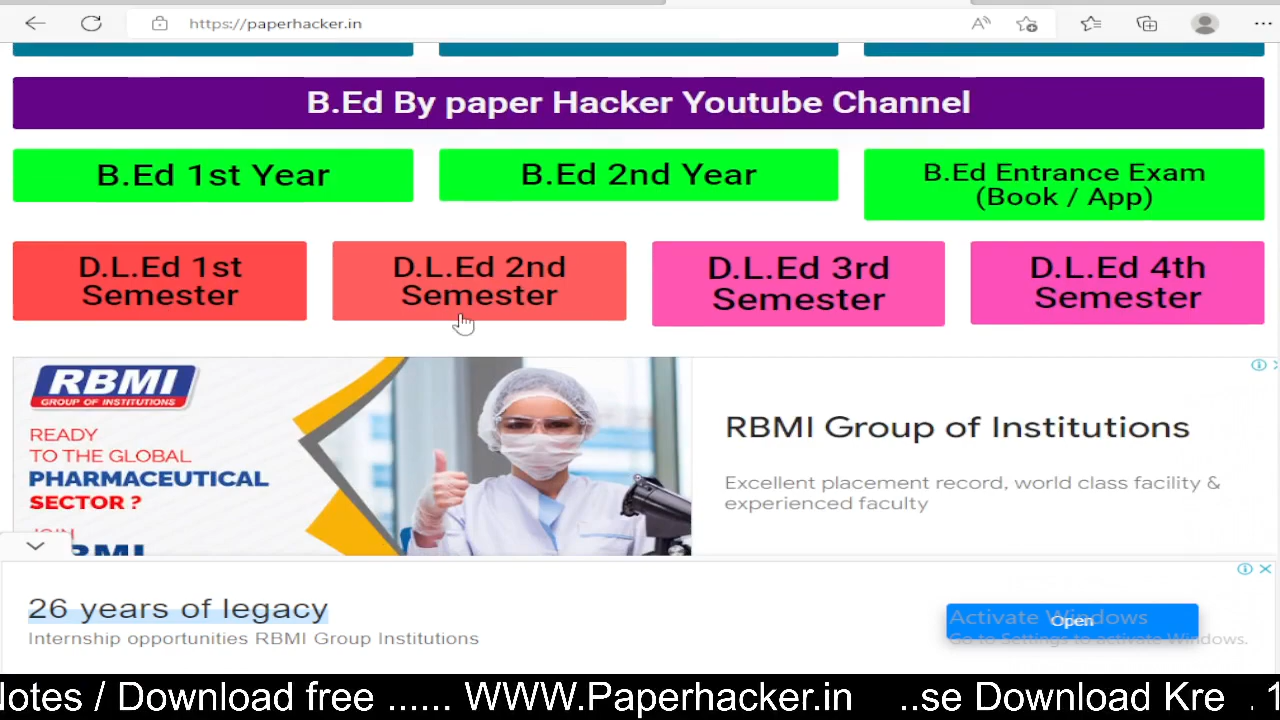 https://paperhacker.in
B.Ed By paper Hacker Youtube Channel
B.Ed 1st Year
B.Ed 2nd Year
B.Ed Entrance Exam
(Book / App)
D.L.Ed 1st
Semester
D.L.Ed 2nd
Semester
D.L.Ed 3rd
Semester
D.L.Ed 4th
Semester
RBMI
GROUP OF INSTITUTIONS
READY
TO THE GLOBAL
PHARMACEUTICAL
SECTOR ?
JOIN
RBMI
RBMI Group of Institutions
Excellent placement record, world class facility &
experienced faculty
26 years of legacy
Internship opportunities RBMI Group Institutions
Open
Activate Windows
Go to Settings to activate Windows.
Notes / Download free ...... WWW.Paperhacker.in ..se Download Kre . 1